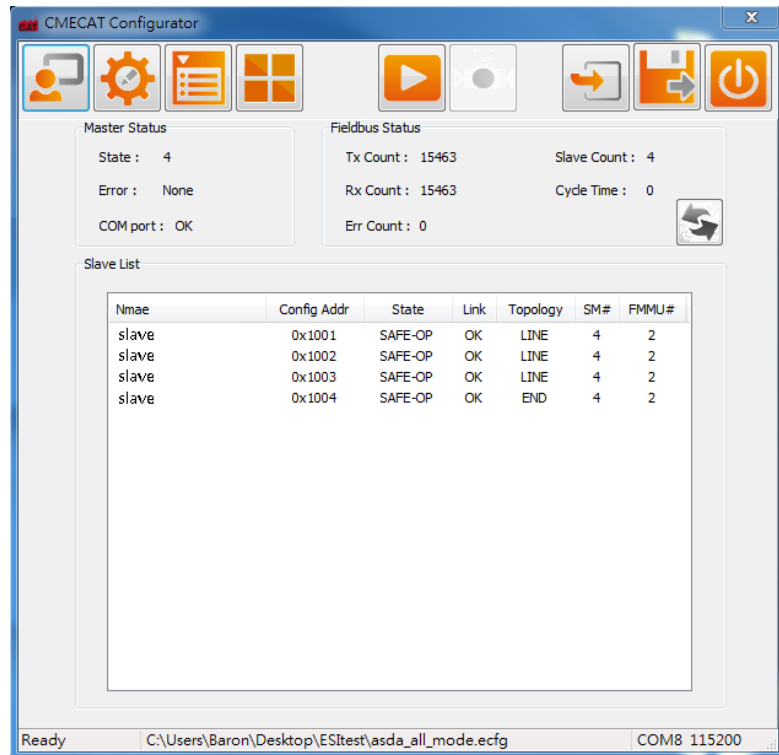 CAT CMECAT Configurator
Master Status
State : 4
Error : None
COM port : OK
Fieldbus Status
Tx Count : 15463
Slave Count : 4
Rx Count : 15463
Cycle Time : 0
Err Count : 0
Slave List
Nmae Config Addr State Link Topology SM# FMMU#
slave 0x1001 SAFE-OP OK LINE 4 2
slave 0x1002 SAFE-OP OK LINE 4 2
slave 0x1003 SAFE-OP OK LINE 4 2
slave 0x1004 SAFE-OP OK END 4 2
Ready C:\Users\Baron\Desktop\ESItest\asda_all_mode.ecfg COM8 115200